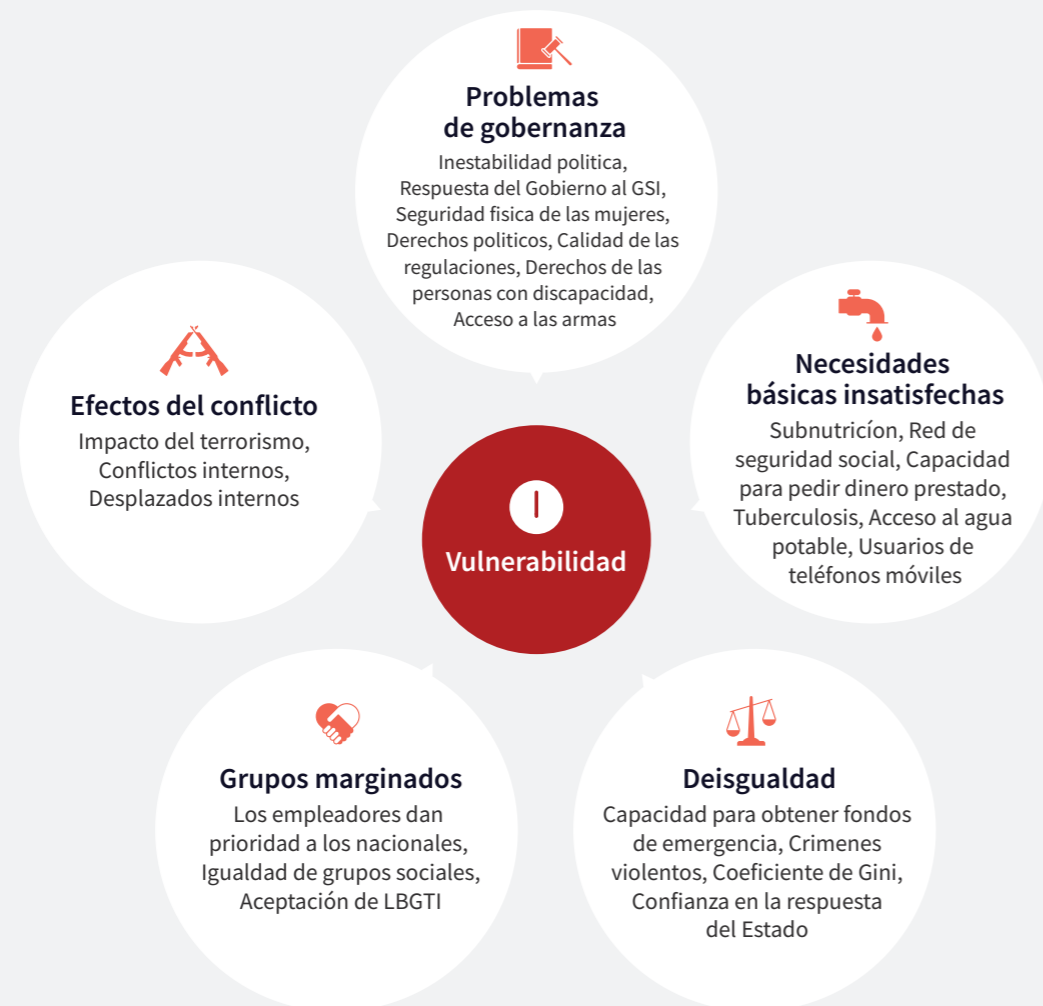 Problemas
de gobernanza
Inestabilidad politica,
Respuesta del Gobierno al GSI,
Seguridad fisica de las mujeres,
Derechos politicos, Calidad de las
regulaciones, Derechos de las
personas con discapacidad,
Acceso a las armas
Efectos del conflicto
Impacto del terrorismo,
Conflictos internos,
Desplazados internos
Necesidades
básicas insatisfechas
Subnutricíon, Red de
seguridad social, Capacidad
para pedir dinero prestado,
Tuberculosis, Acceso al agua
potable, Usuarios de
teléfonos móviles
Vulnerabilidad
Grupos marginados
Los empleadores dan
prioridad a los nacionales,
Igualdad de grupos sociales,
Aceptación de LBGTI
Deisgualdad
Capacidad para obtener fondos
de emergencia, Crimenes
violentos, Coeficiente de Gini,
Confianza en la respuesta
del Estado